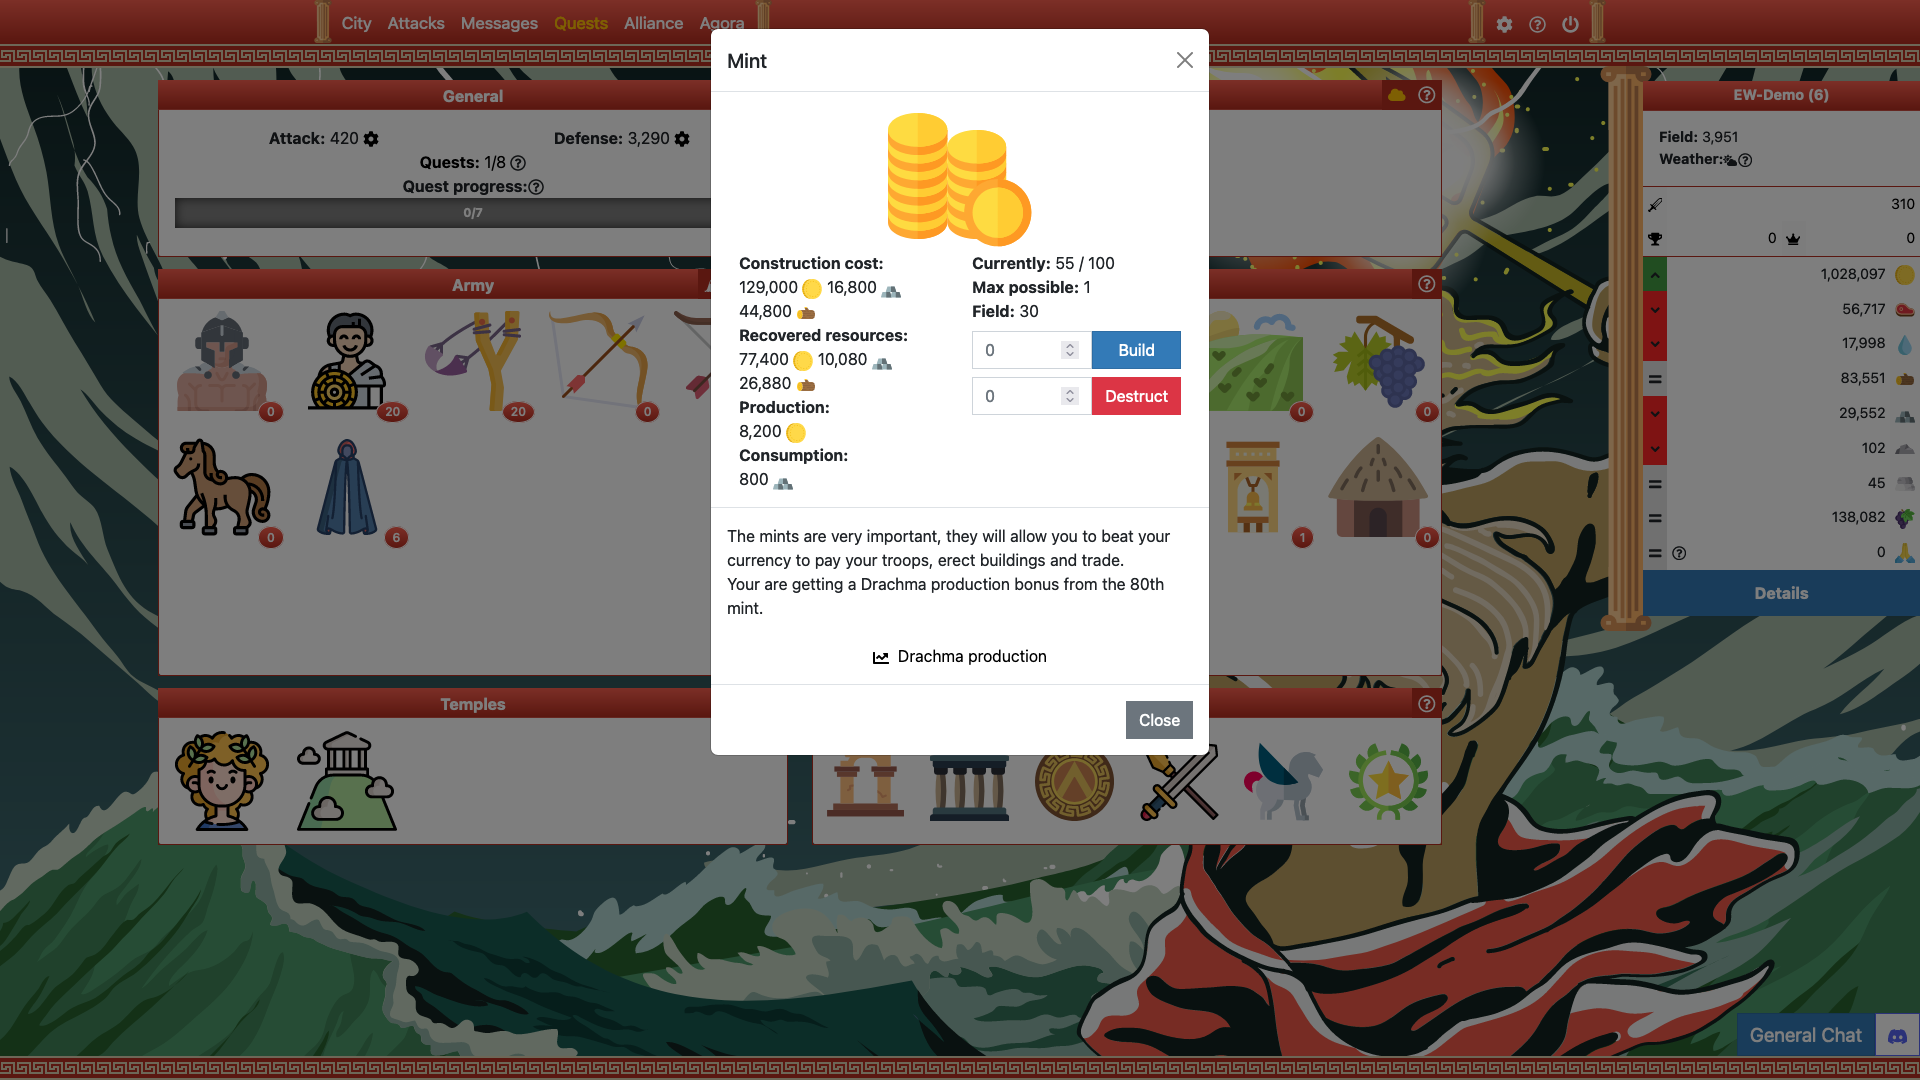 City Attacks Messages Quests Alliance Agora
Mint
General
Attack: 420
Defense: 3,290
Quests: 1/8
Quest progress:
0/7
Army
0
20
20
0
0
6
Temples
Construction cost:
129,000 16,800
44,800
Recovered resources:
77,400 10,080
26,880
Production:
8,200
Consumption:
800
Currently: 55 / 100
Max possible: 1
Field: 30
0
Build
0
Destruct
The mints are very important, they will allow you to beat your
currency to pay your troops, erect buildings and trade.
Your are getting a Drachma production bonus from the 80th
mint.
Drachma production
Close
0
0
1
0
EW-Demo (6)
Field: 3,951
Weather:
310
0
0
1,028,097
56,717
17,998
83,551
29,552
102
45
138,082
0
Details
General Chat